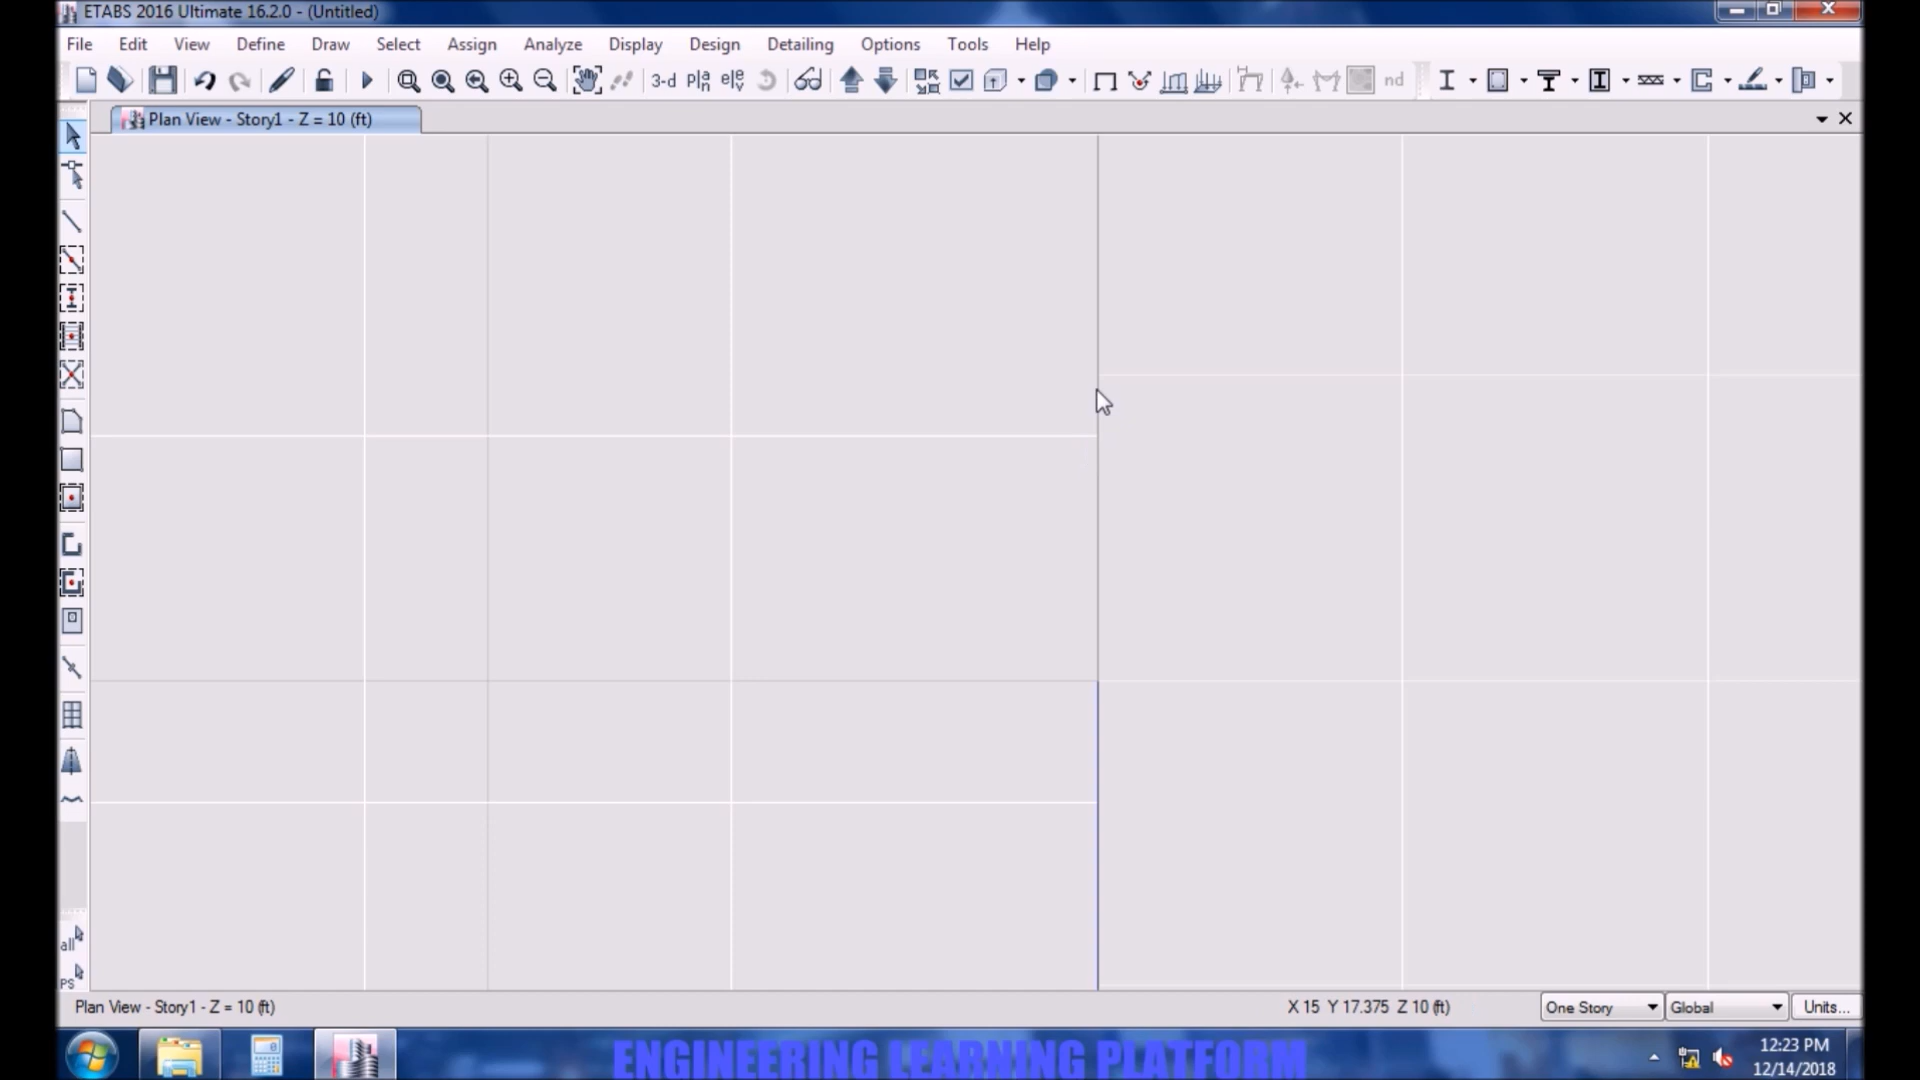 ETABS 2016 Ultimate 16.2.0 - (Untitled)
File Edit View Define Draw Select Assign Analyze Display Design Detailing Options Tools Help
3-d pla ele nd
Plan View - Story1 - Z = 10 (ft)
all
PS
Plan View - Story1 - Z = 10 (ft) X 15 Y 17.375 Z 10 (ft) One Story Global Units...
ENGINEERING LEARNING PLATFORM
12:23 PM
12/14/2018